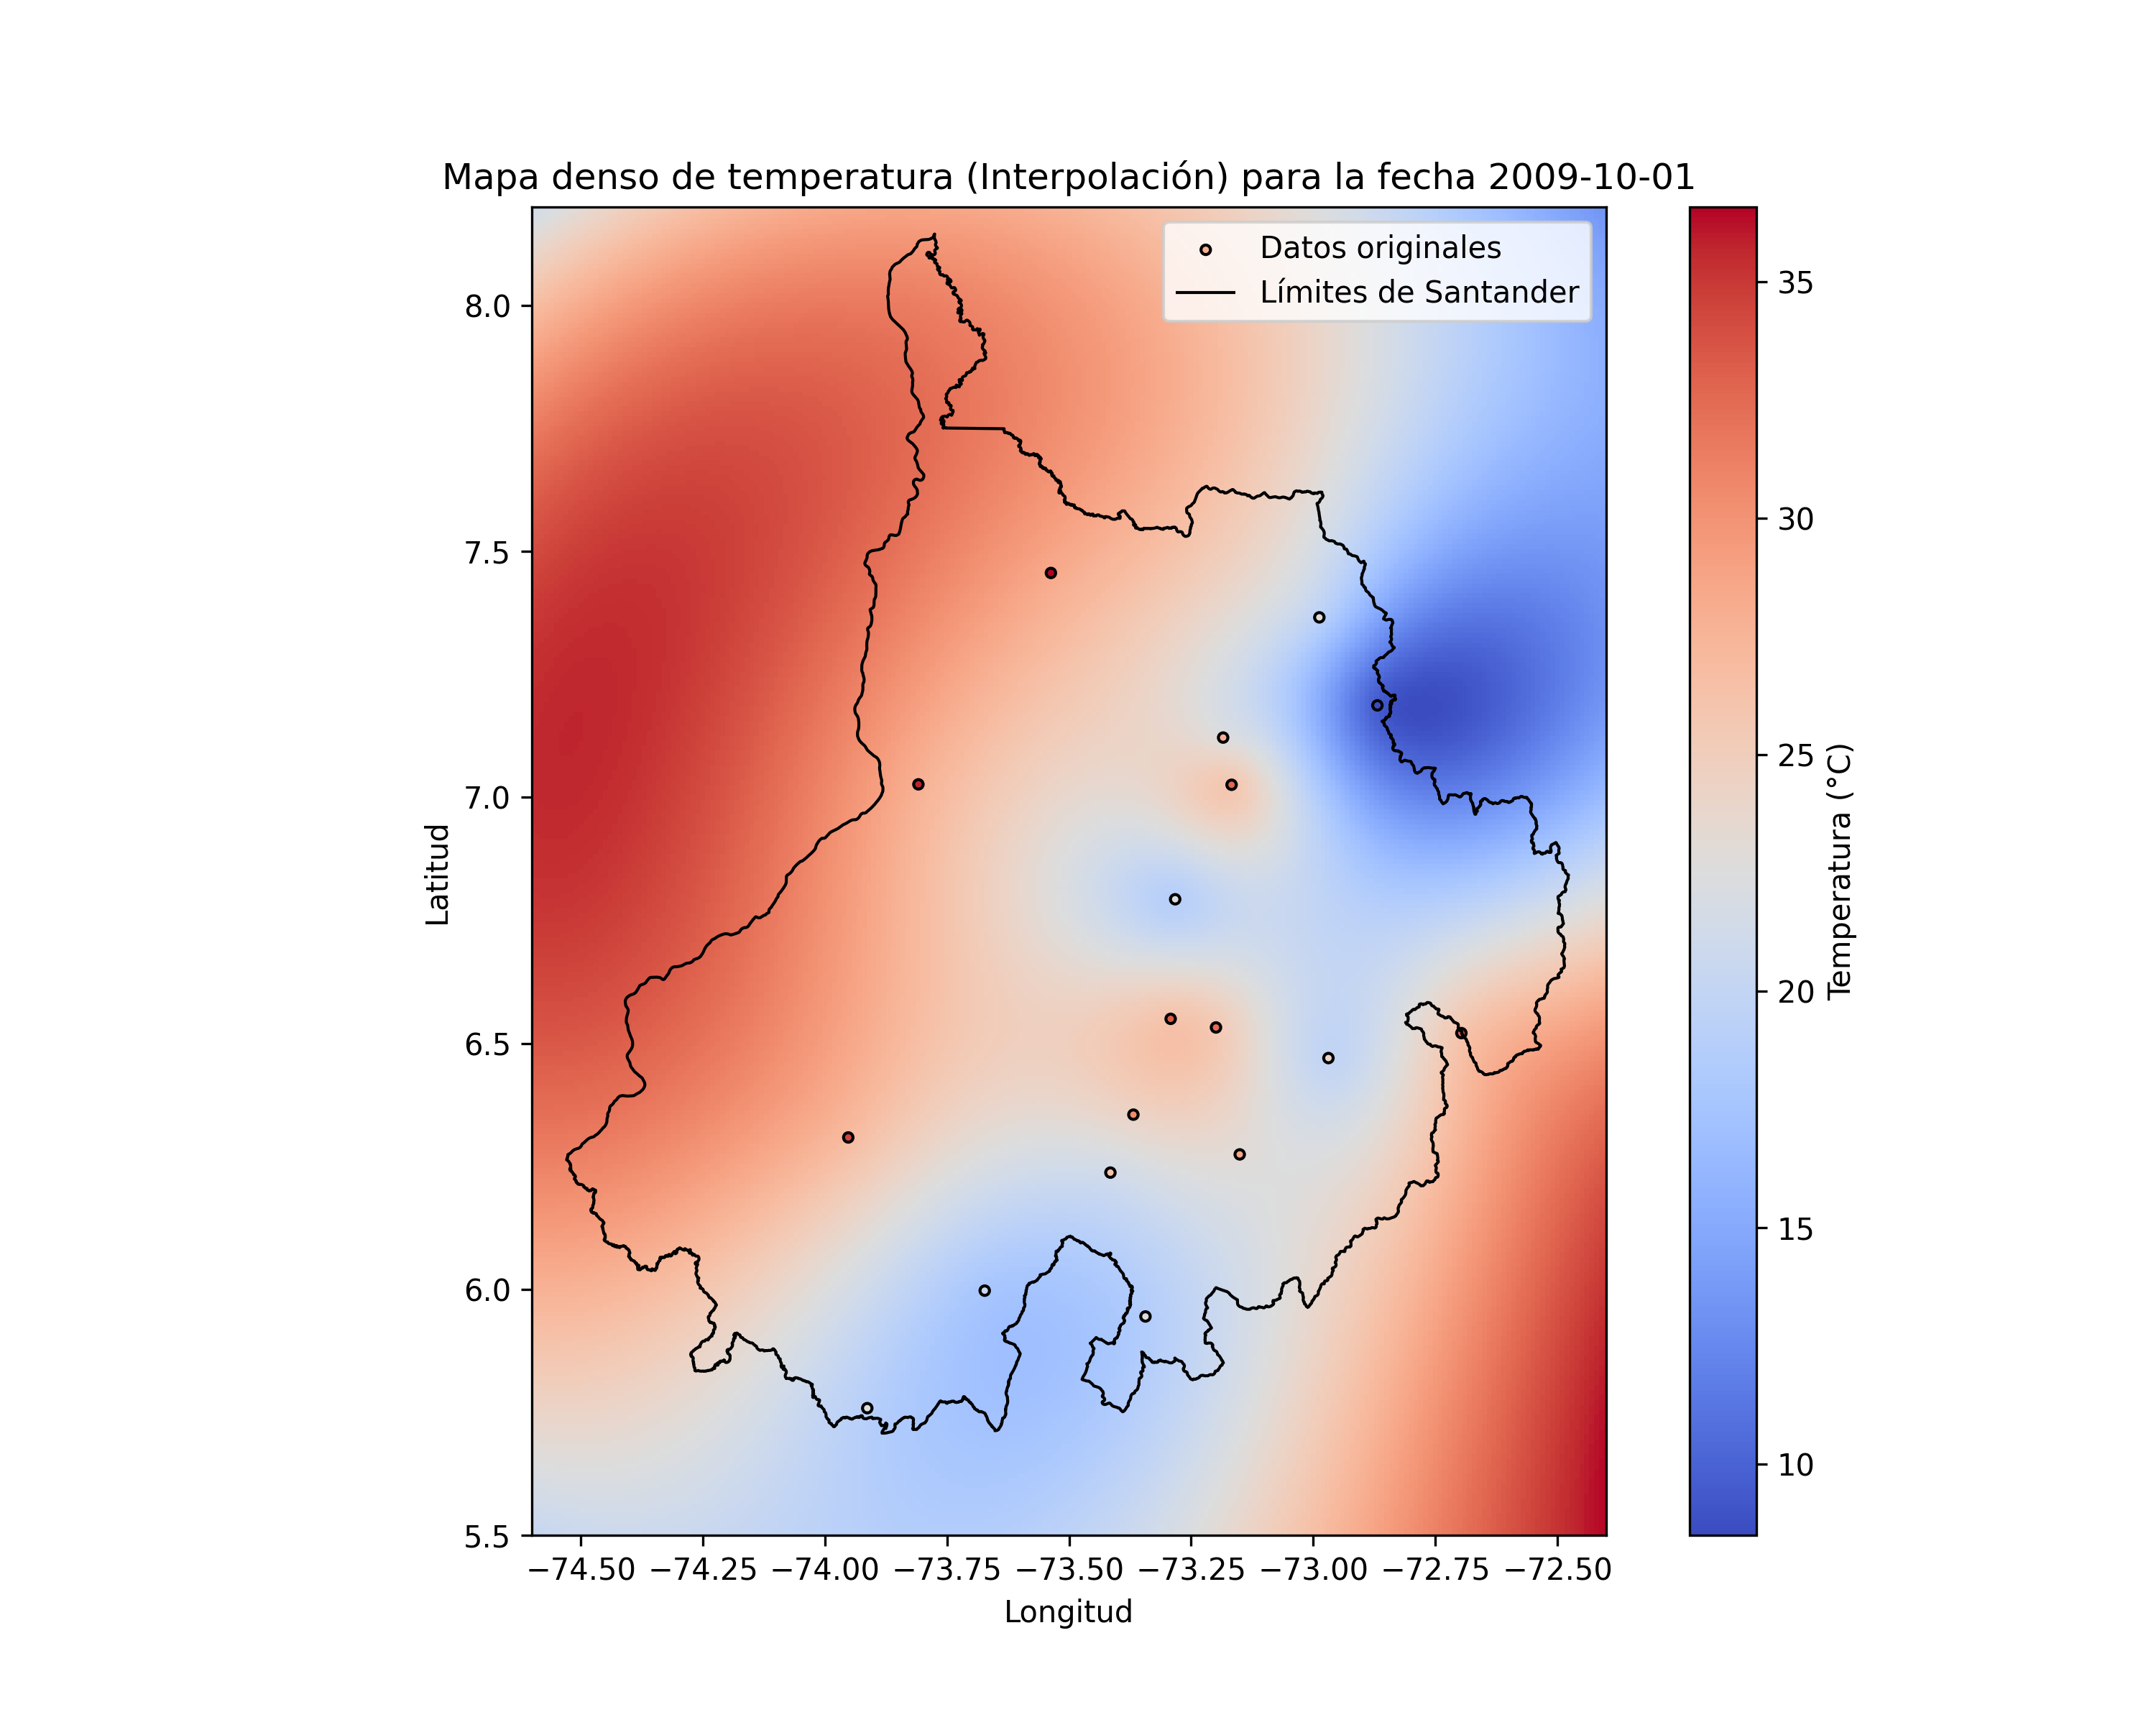 Mapa denso de temperatura (Interpolación) para la fecha 2009-10-01
Datos originales
Límites de Santander
8.0
7.5
7.0
6.5
6.0
5.5
Latitud
−74.50 −74.25 −74.00 −73.75 −73.50 −73.25 −73.00 −72.75 −72.50
Longitud
35
30
25
20
15
10
Temperatura (°C)